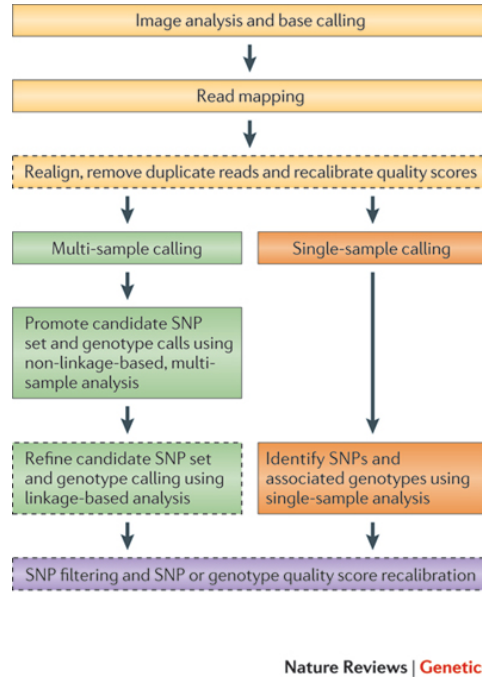 Image analysis and base calling
Read mapping
Realign, remove duplicate reads and recalibrate quality scores
Multi-sample calling
Single-sample calling
Promote candidate SNP
set and genotype calls using
non-linkage-based, multi-
sample analysis
Refine candidate SNP set
and genotype calling using
linkage-based analysis
Identify SNPs and
associated genotypes using
single-sample analysis
SNP filtering and SNP or genotype quality score recalibration
Nature Reviews | Genetic